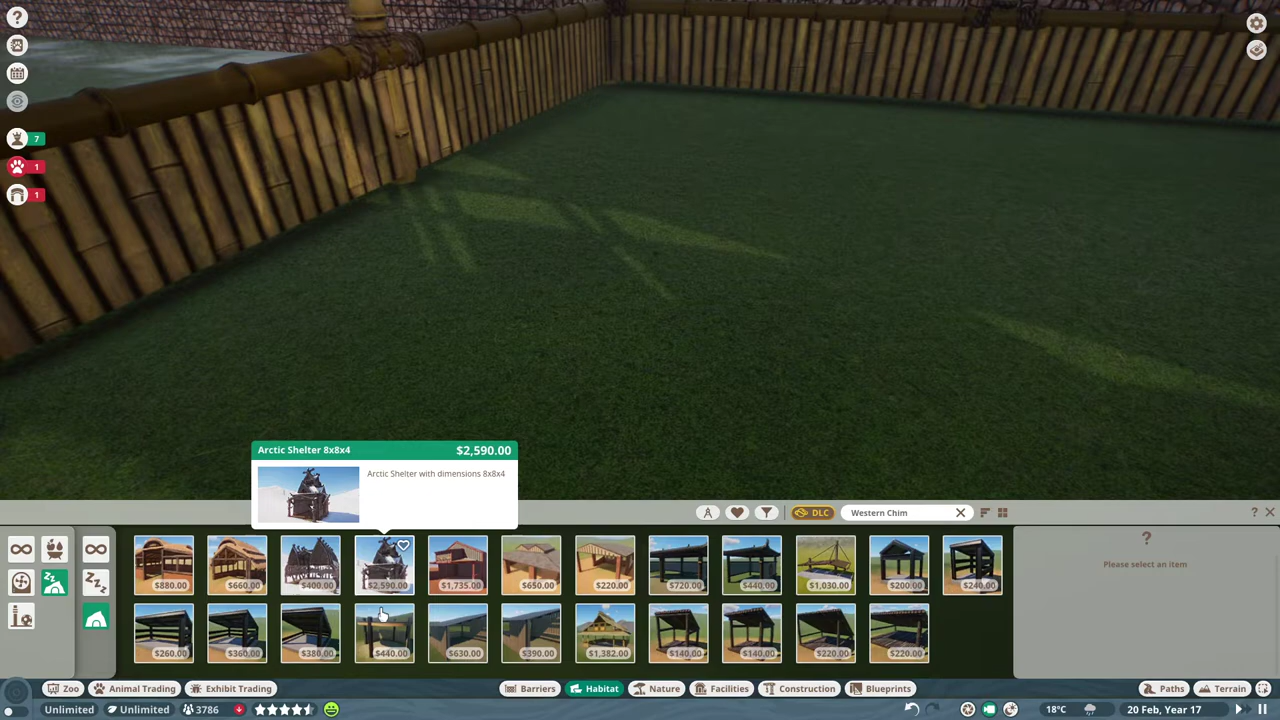 ?
7
1
1
Arctic Shelter 8x8x4 $2,590.00
Arctic Shelter with dimensions 8x8x4
DLC Western Chim ?
$880.00 $660.00 $400.00 $2,590.00 $1,735.00 $650.00 $220.00 $720.00 $440.00 $1,030.00 $200.00 $240.00
?
Please select an item
$260.00 $360.00 $380.00 $440.00 $630.00 $390.00 $1,382.00 $140.00 $140.00 $220.00 $220.00
Zoo Animal Trading Exhibit Trading Barriers Habitat Nature Facilities Construction Blueprints Paths Terrain
Unlimited Unlimited 3786 18°C 20 Feb, Year 17